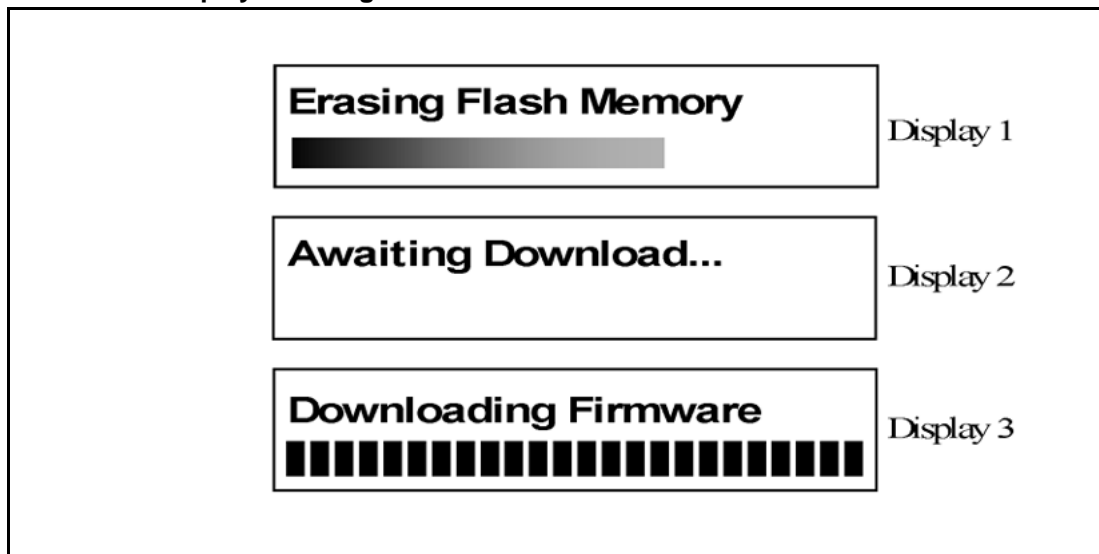 Erasing Flash Memory
Display 1
Awaiting Download...
Display 2
Downloading Firmware
Display 3